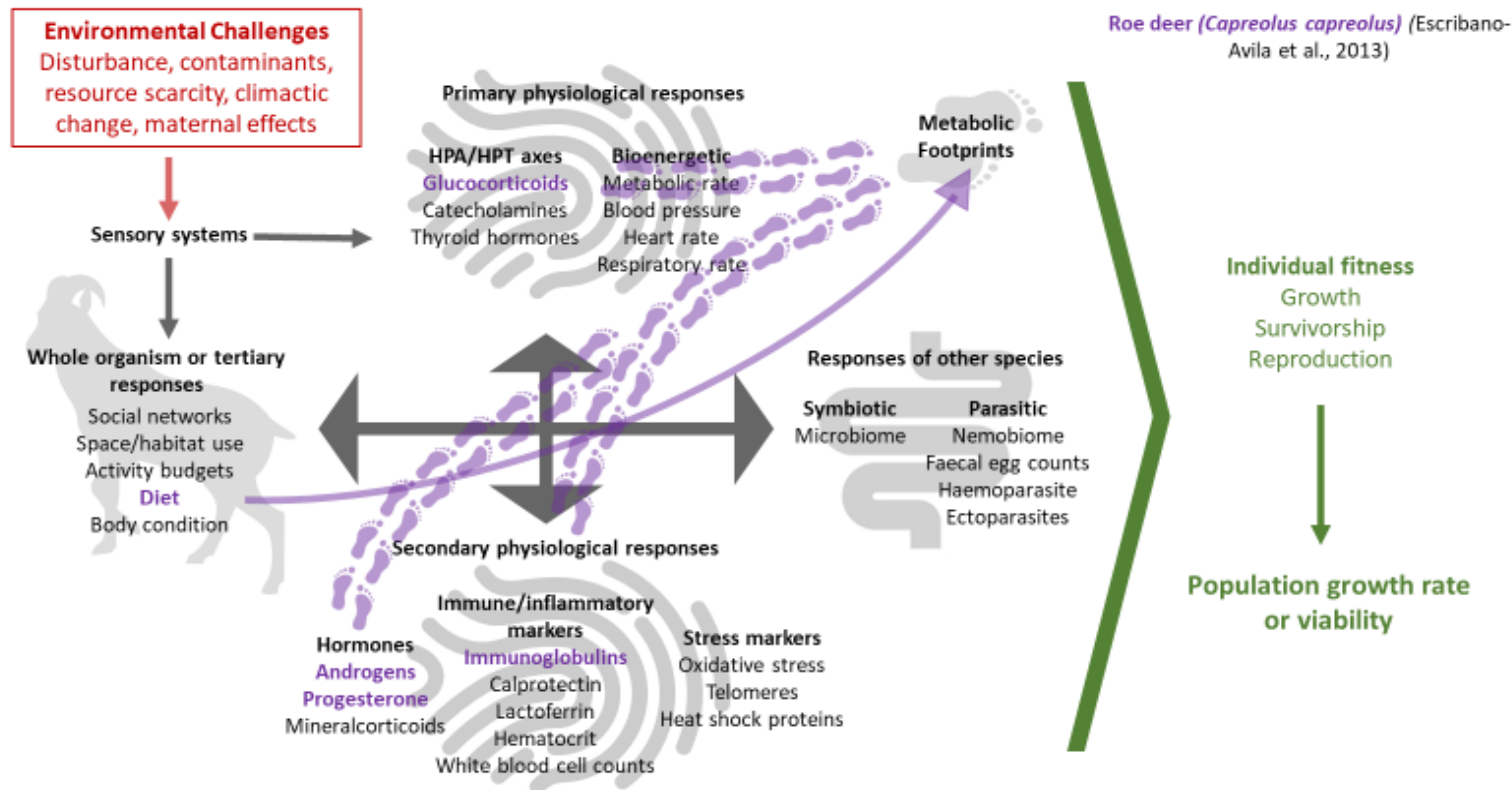 Environmental Challenges
Disturbance, contaminants,
resource scarcity, climactic
change, maternal effects
Roe deer (Capreolus capreolus) (Escribano-
Avila et al., 2013)
Primary physiological responses
HPA/HPT axes
Glucocorticoids
Catecholamines
Thyroid hormones
Bioenergetic
Metabolic rate
Blood pressure
Heart rate
Respiratory rate
Metabolic
Footprints
Sensory systems
Whole organism or tertiary
responses
Social networks
Space/habitat use
Activity budgets
Diet
Body condition
Responses of other species
Symbiotic
Microbiome
Parasitic
Nemobiome
Faecal egg counts
Haemoparasite
Ectoparasites
Secondary physiological responses
Hormones
Androgens
Progesterone
Mineralcorticoids
Immune/inflammatory
markers
Immunoglobulins
Calprotectin
Lactoferrin
Hematocrit
White blood cell counts
Stress markers
Oxidative stress
Telomeres
Heat shock proteins
Individual fitness
Growth
Survivorship
Reproduction
Population growth rate
or viability